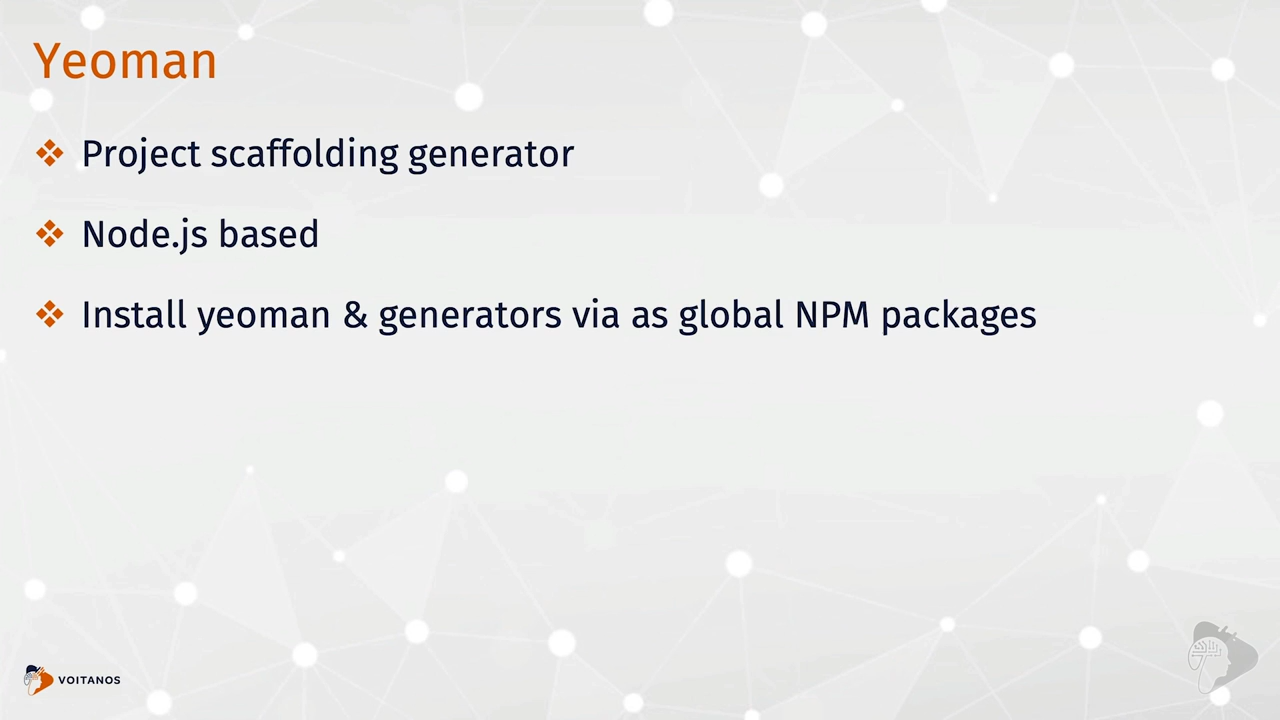 Yeoman
❖ Project scaffolding generator
❖ Node.js based
❖ Install yeoman & generators via as global NPM packages
VOITANOS